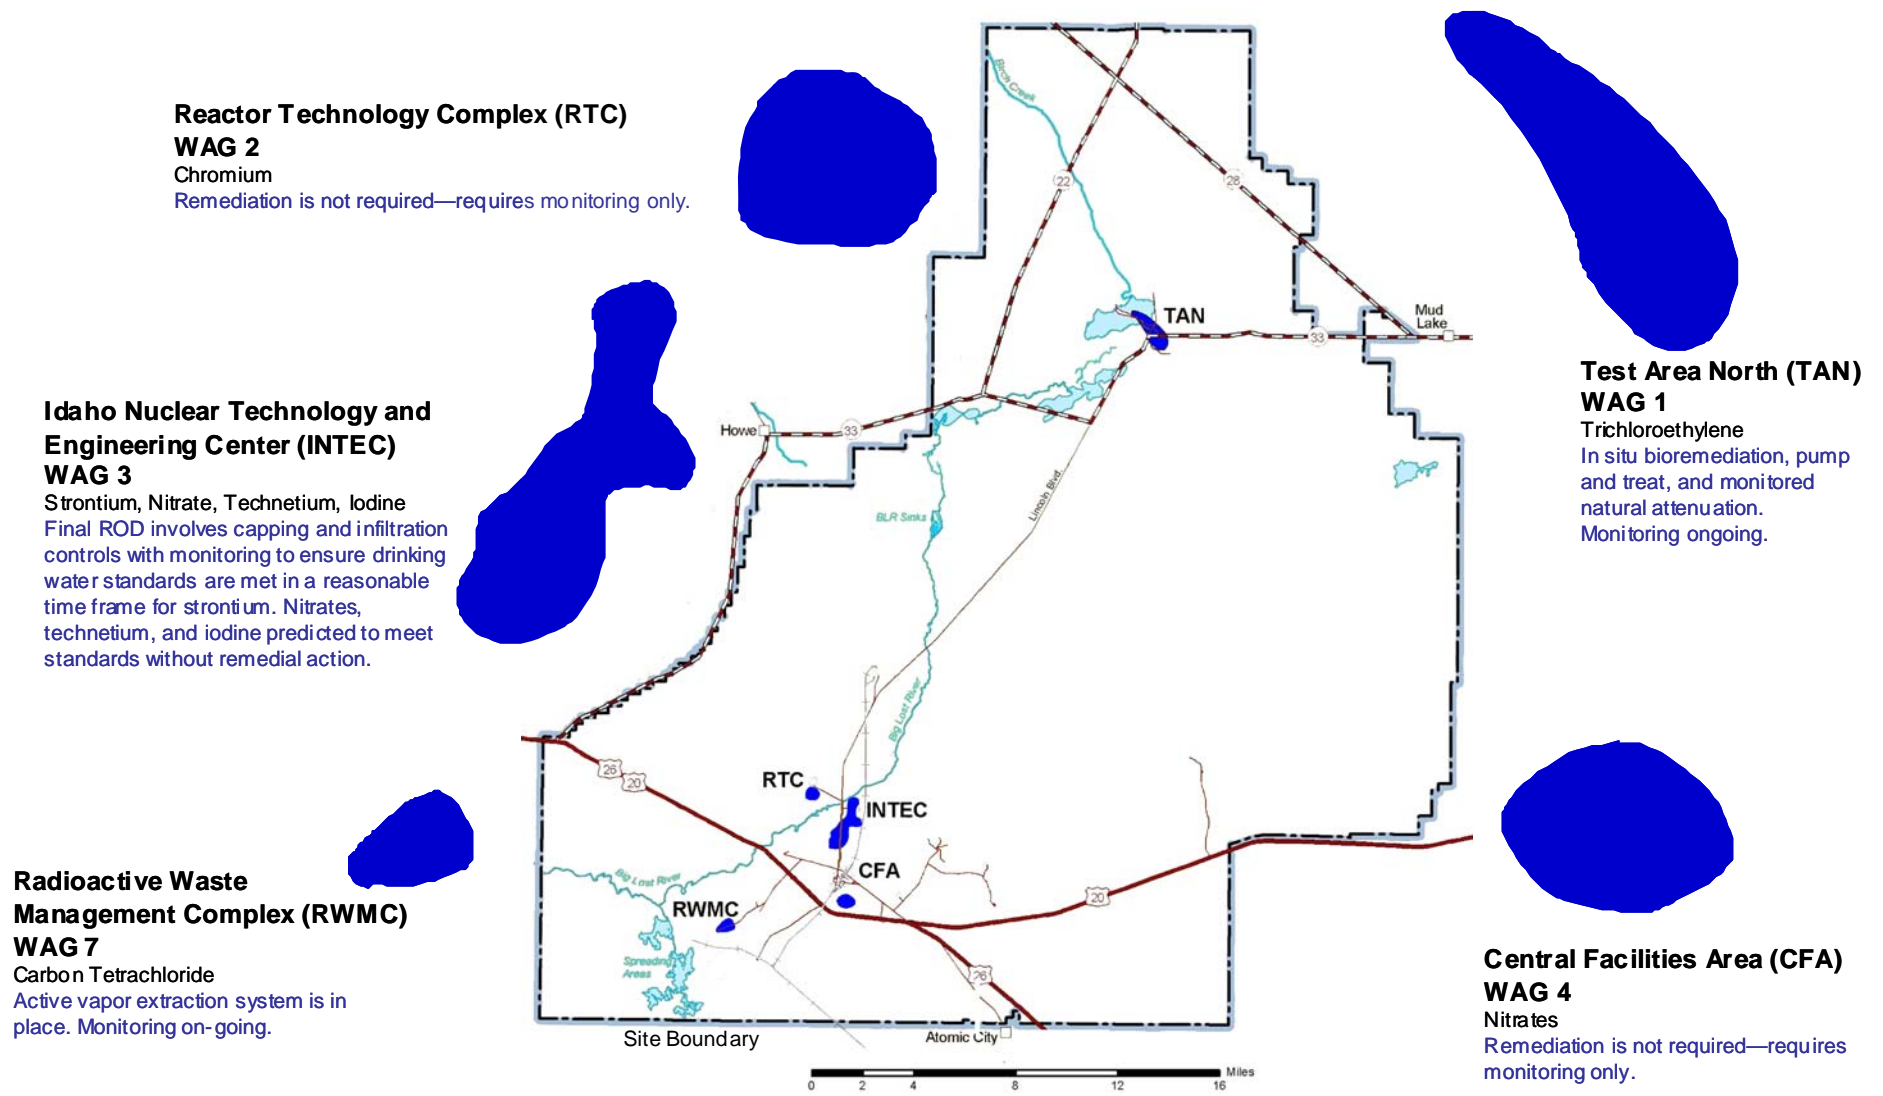 Reactor Technology Complex (RTC)
WAG 2
Chromium
Remediation is not required—requires monitoring only.
Idaho Nuclear Technology and
Engineering Center (INTEC)
WAG 3
Strontium, Nitrate, Technetium, Iodine
Final ROD involves capping and infiltration
controls with monitoring to ensure drinking
water standards are met in a reasonable
time frame for strontium. Nitrates,
technetium, and iodine predicted to meet
standards without remedial action.
Radioactive Waste
Management Complex (RWMC)
WAG 7
Carbon Tetrachloride
Active vapor extraction system is in
place. Monitoring on-going.
Birch Creek
22
28
TAN
33
Mud
Lake
Howe
33
Lincoln Blvd.
BLR Sinks
Big Lost River
26
20
RTC
INTEC
CFA
Big Lost River
RWMC
20
Spreading
Areas
26
Site Boundary
Atomic City
0 2 4 8 12 16
Miles
Test Area North (TAN)
WAG 1
Trichloroethylene
In situ bioremediation, pump
and treat, and monitored
natural attenuation.
Monitoring ongoing.
Central Facilities Area (CFA)
WAG 4
Nitrates
Remediation is not required—requires
monitoring only.